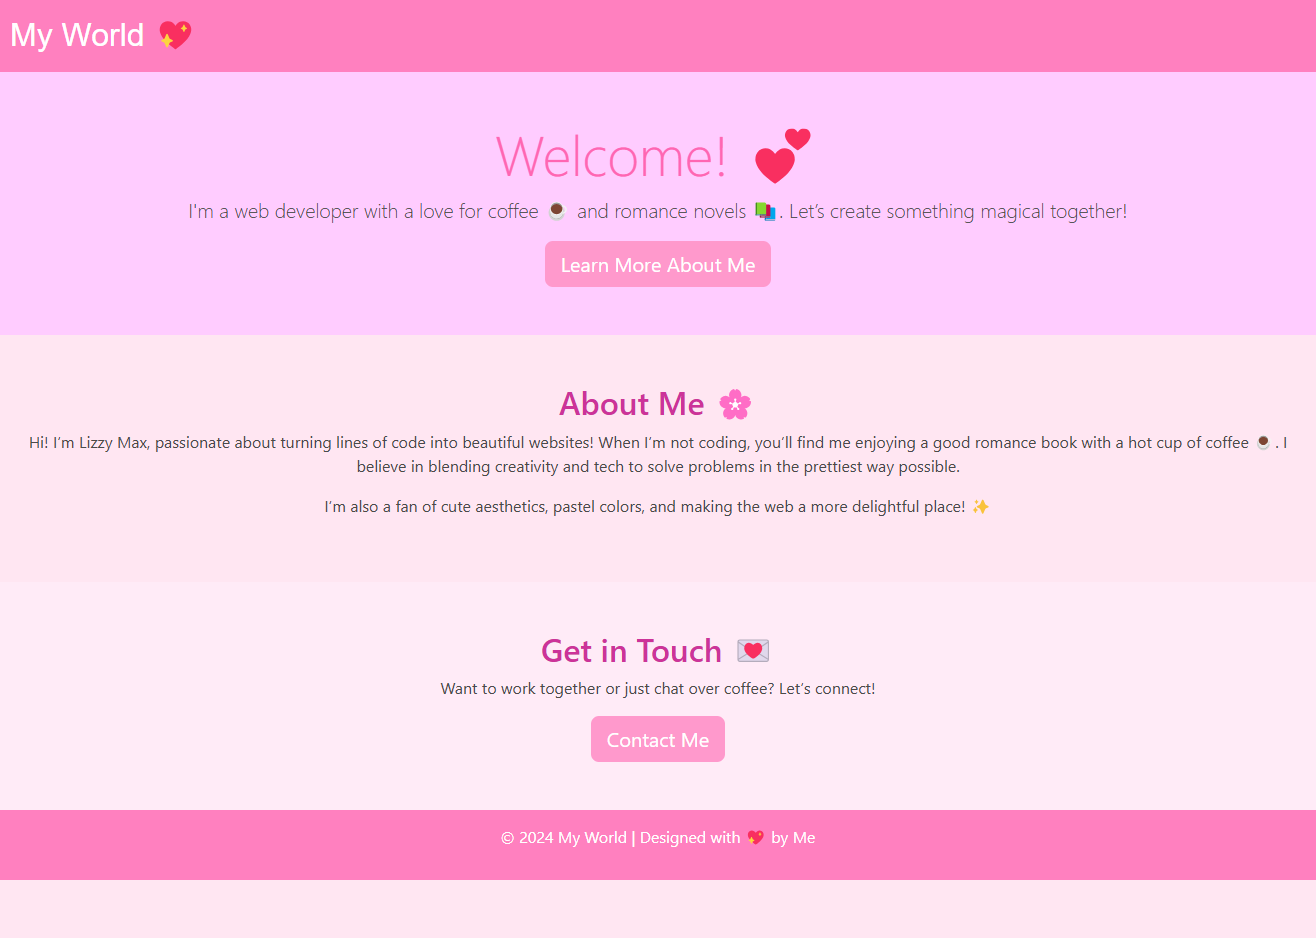 My World 💖
Welcome! 💕
I'm a web developer with a love for coffee ☕ and romance novels 📚. Let’s create something magical together!
Learn More About Me
About Me 🌸
Hi! I’m Lizzy Max, passionate about turning lines of code into beautiful websites! When I’m not coding, you’ll find me enjoying a good romance book with a hot cup of coffee ☕. I
believe in blending creativity and tech to solve problems in the prettiest way possible.
I’m also a fan of cute aesthetics, pastel colors, and making the web a more delightful place! ✨
Get in Touch 💌
Want to work together or just chat over coffee? Let’s connect!
Contact Me
© 2024 My World | Designed with 💖 by Me